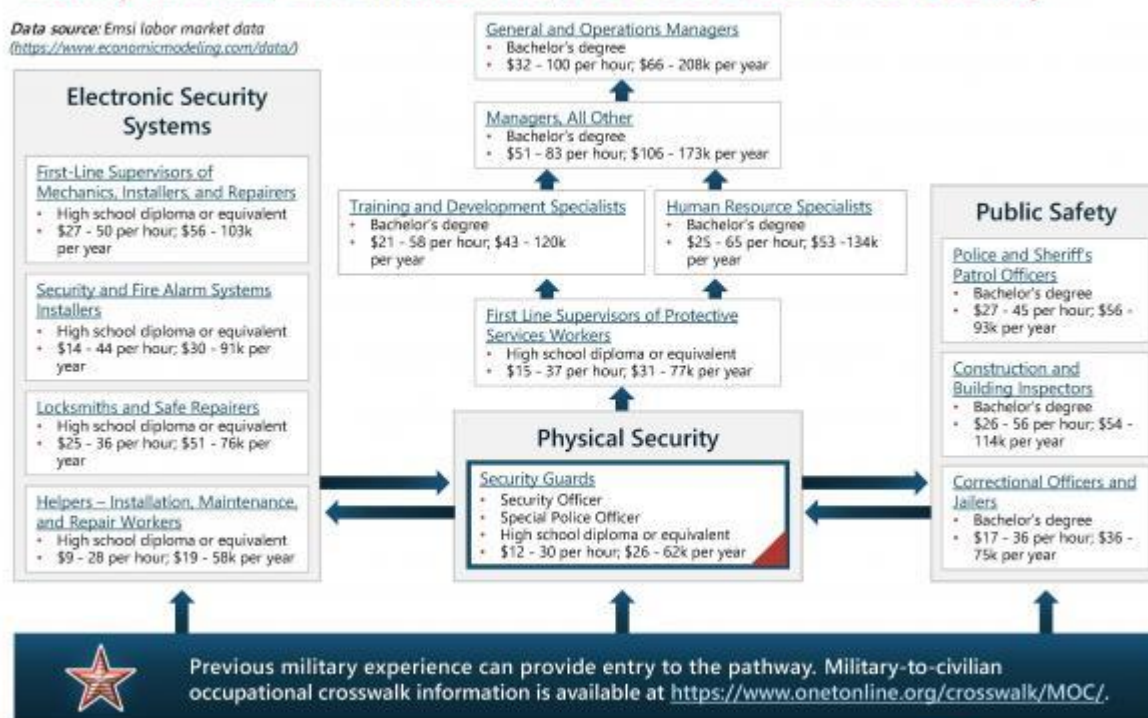 Data source: Emsi labor market data
(https://www.economicmodeling.com/data/)
Electronic Security
Systems
First-Line Supervisors of
Mechanics, Installers, and Repairers
• High school diploma or equivalent
• $27 - 50 per hour; $56 - 103k
per year
Security and Fire Alarm Systems
Installers
• High school diploma or equivalent
• $14 - 44 per hour; $30 - 91k per
year
Locksmiths and Safe Repairers
• High school diploma or equivalent
• $25 - 36 per hour; $51 - 76k per
year
Helpers – Installation, Maintenance,
and Repair Workers
• High school diploma or equivalent
• $9 - 28 per hour; $19 - 58k per year
General and Operations Managers
• Bachelor's degree
• $32 - 100 per hour; $66 - 208k per year
Managers, All Other
• Bachelor's degree
• $51 - 83 per hour; $106 - 173k per year
Training and Development Specialists
• Bachelor's degree
• $21 - 58 per hour; $43 - 120k
per year
Human Resource Specialists
• Bachelor's degree
• $25 - 65 per hour; $53 -134k
per year
First Line Supervisors of Protective
Services Workers
• High school diploma or equivalent
• $15 - 37 per hour; $31 - 77k per year
Physical Security
Security Guards
• Security Officer
• Special Police Officer
• High school diploma or equivalent
• $12 - 30 per hour; $26 - 62k per year
Public Safety
Police and Sheriff's
Patrol Officers
• Bachelor's degree
• $27 - 45 per hour; $56 -
93k per year
Construction and
Building Inspectors
• Bachelor's degree
• $26 - 56 per hour; $54 -
114k per year
Correctional Officers and
Jailers
• Bachelor's degree
• $17 - 36 per hour; $36 -
75k per year
Previous military experience can provide entry to the pathway. Military-to-civilian
occupational crosswalk information is available at https://www.onetonline.org/crosswalk/MOC/.